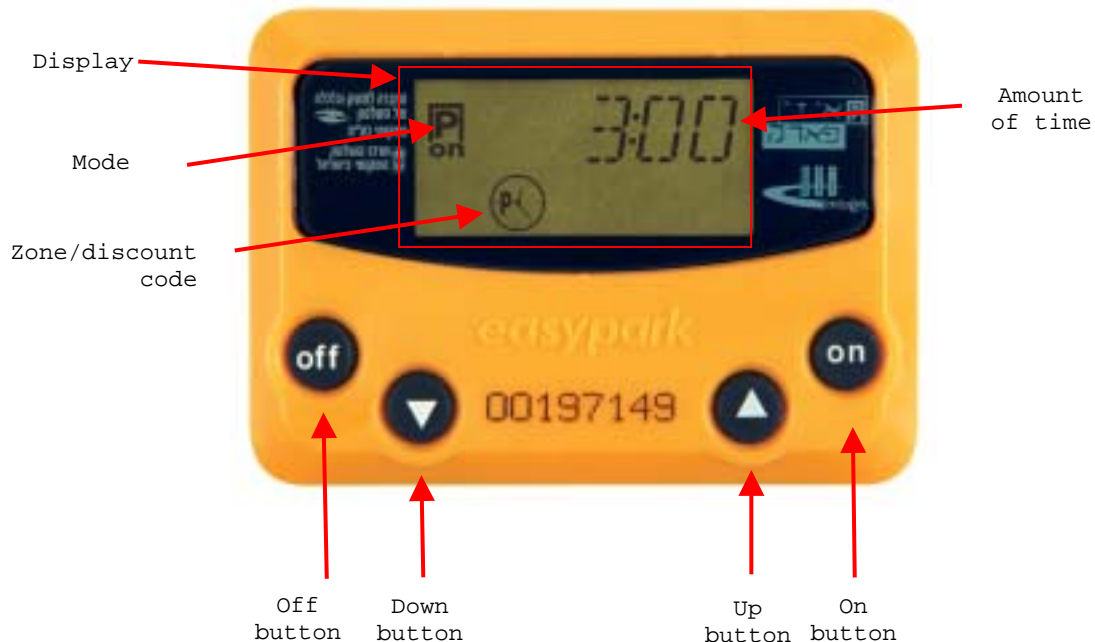 Display
Mode
Zone/discount
code
Amount
of time
P
on
3:00
P
easypark
off
on
00197149
Off
button
Down
button
Up
button
On
button